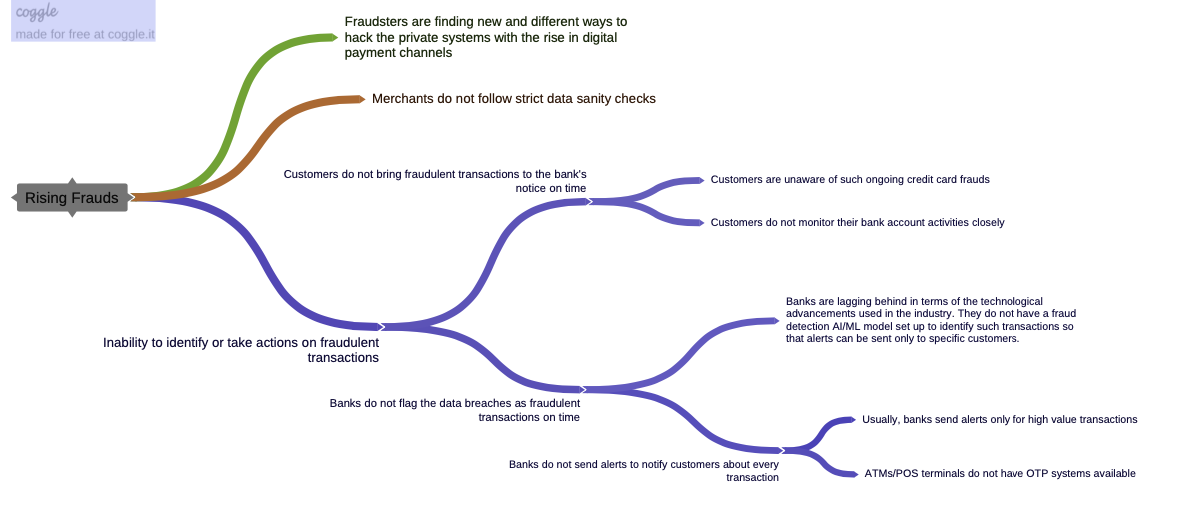 coggle
made for free at coggle.it
Fraudsters are finding new and different ways to
hack the private systems with the rise in digital
payment channels
Merchants do not follow strict data sanity checks
Rising Frauds
Customers do not bring fraudulent transactions to the bank's
notice on time
Customers are unaware of such ongoing credit card frauds
Customers do not monitor their bank account activities closely
Inability to identify or take actions on fraudulent
transactions
Banks are lagging behind in terms of the technological
advancements used in the industry. They do not have a fraud
detection AI/ML model set up to identify such transactions so
that alerts can be sent only to specific customers.
Banks do not flag the data breaches as fraudulent
transactions on time
Usually, banks send alerts only for high value transactions
Banks do not send alerts to notify customers about every
transaction
ATMs/POS terminals do not have OTP systems available